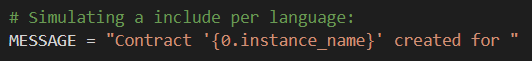 # Simulating a include per language:
MESSAGE = "Contract '{0.instance_name}' created for "